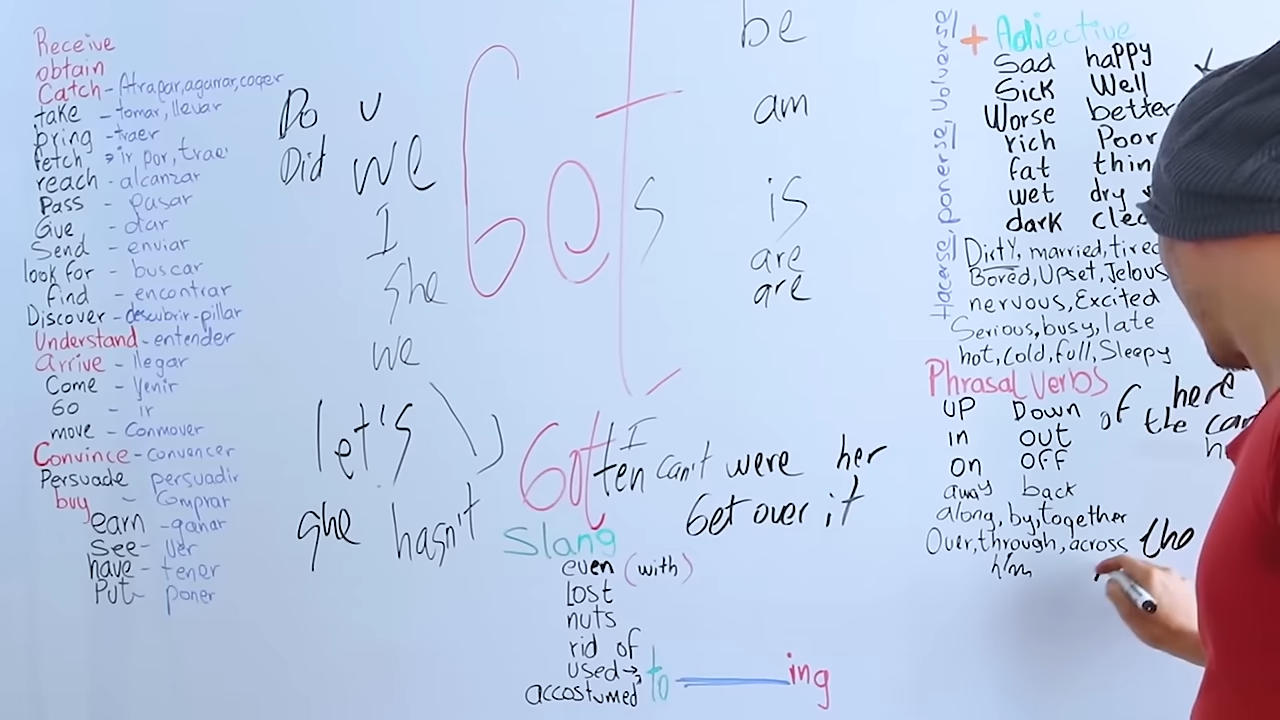 Receive
obtain
Catch - Atrapar, agarrar, coger
take - tomar, llevar
bring - traer
fetch → ir por, traer
reach - alcanzar
Pass - pasar
Give - dar
Send - enviar
look for - buscar
find - encontrar
Discover - descubrir - pillar
Understand - entender
Arrive - llegar
Come - venir
Go - ir
move - conmover
Convince - convencer
Persuade persuadir
buy - comprar
earn - ganar
see - ver
have - tener
Put - poner
Do u
Did we
I
she
we
let's
she hasn't
Get
s
Gotten
I can't were her
Get over it
be
am
is
are
are
Slang
even (with)
lost
nuts
rid of
used →
accostumed
to ing
Hacerse, ponerse, Volverse
+ Adjective
Sad happy
Sick Well
Worse better
rich Poor
fat thin
wet dry
dark clea
Dirty, married, tired
Bored, Upset, Jelous
nervous, Excited
Serious, busy, late
hot, cold, full, Sleepy
Phrasal verbs
UP Down
in out
on off
away back
along, by, together
Over, through, across
of here
the car
h
the
him